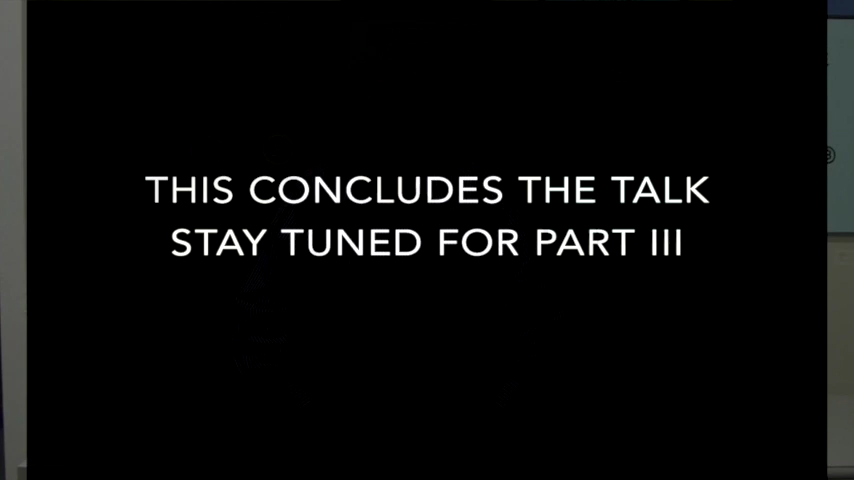 THIS CONCLUDES THE TALK
STAY TUNED FOR PART III